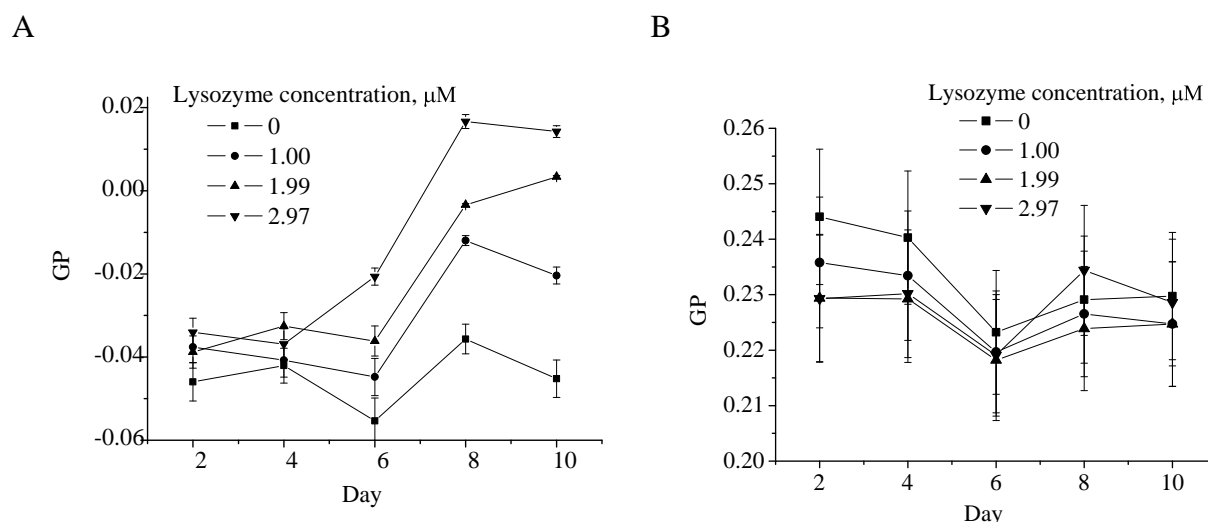 A
Lysozyme concentration, μM
0
1.00
1.99
2.97
0.02
0.00
-0.02
-0.04
-0.06
GP
2 4 6 8 10
Day
B
Lysozyme concentration, μM
0
1.00
1.99
2.97
0.26
0.25
0.24
0.23
0.22
0.21
0.20
GP
2 4 6 8 10
Day